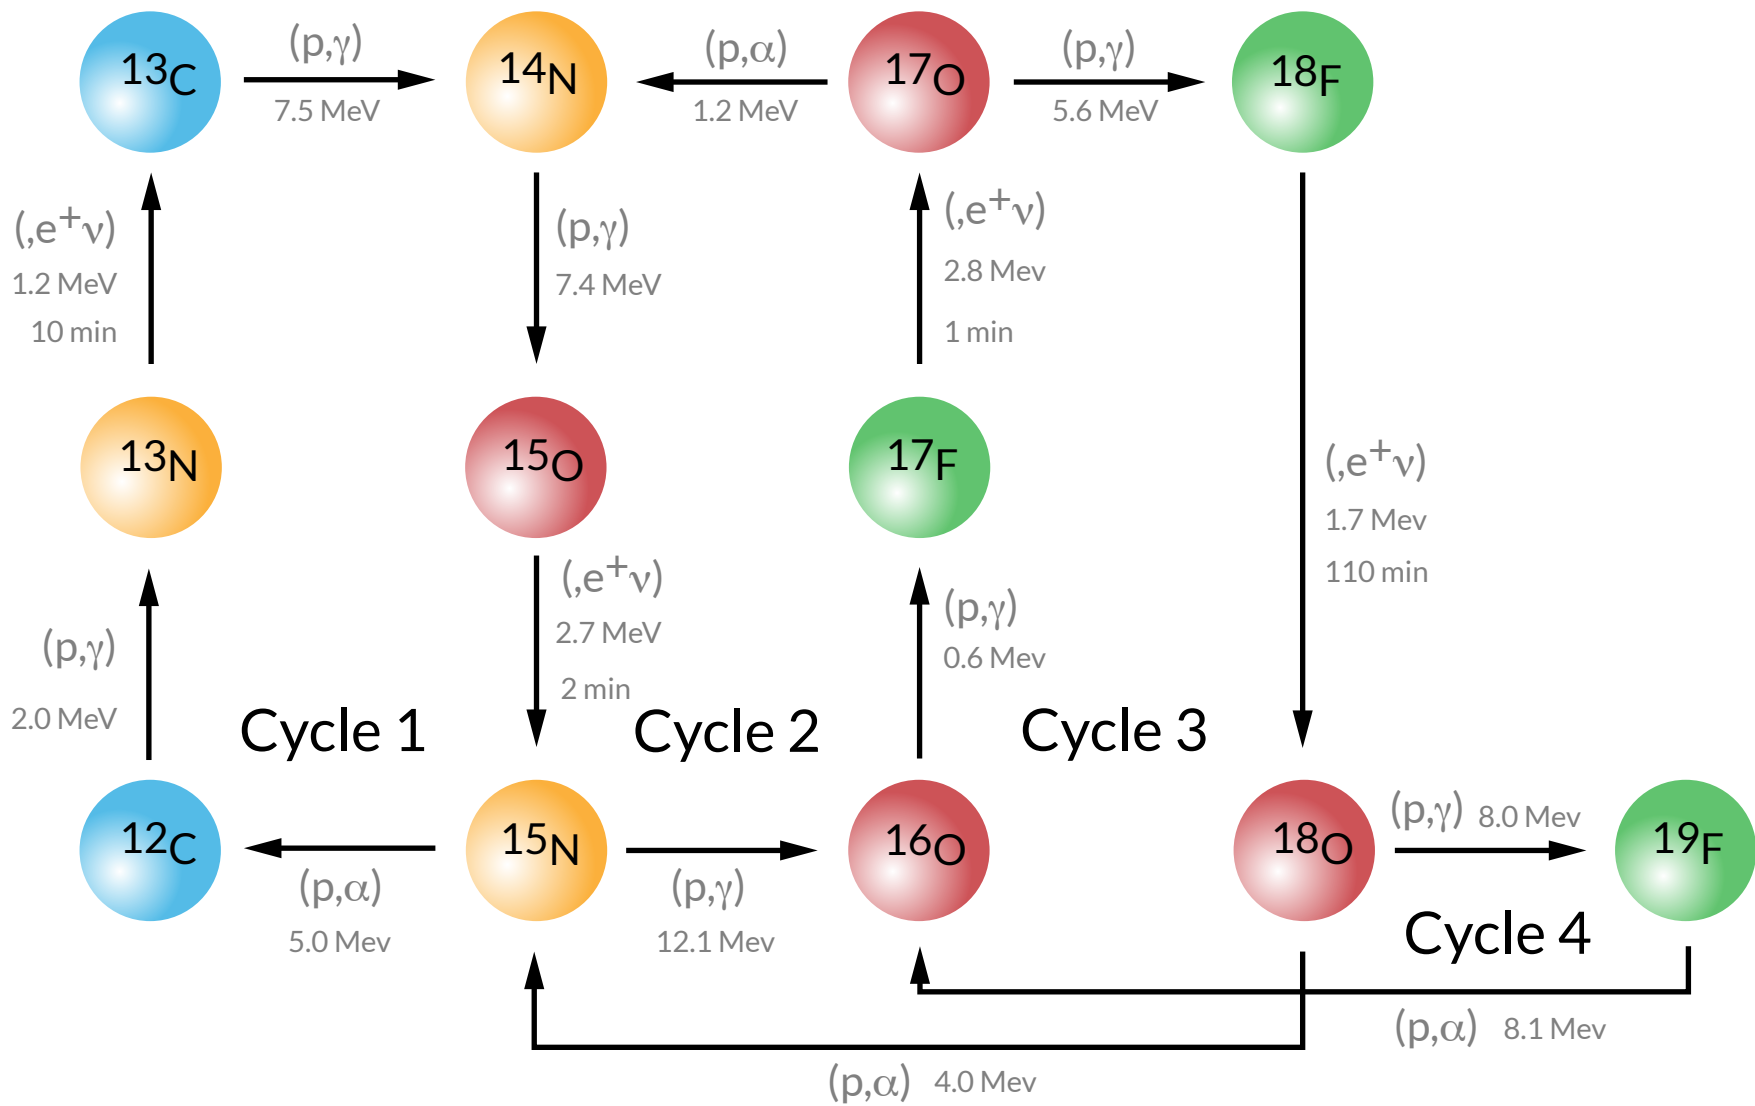 (p,γ)
(p,α)
(p,γ)
¹³C
¹⁴N
¹⁷O
¹⁸F
7.5 MeV
1.2 MeV
5.6 MeV
(,e⁺ν)
1.2 MeV
10 min
(p,γ)
7.4 MeV
(,e⁺ν)
2.8 Mev
1 min
¹³N
¹⁵O
¹⁷F
(,e⁺ν)
1.7 Mev
110 min
(p,γ)
2.0 MeV
(,e⁺ν)
2.7 MeV
2 min
(p,γ)
0.6 Mev
Cycle 1
Cycle 2
Cycle 3
¹²C
¹⁵N
¹⁶O
¹⁸O
(p,γ) 8.0 Mev
¹⁹F
(p,α)
5.0 Mev
(p,γ)
12.1 Mev
Cycle 4
(p,α) 8.1 Mev
(p,α) 4.0 Mev